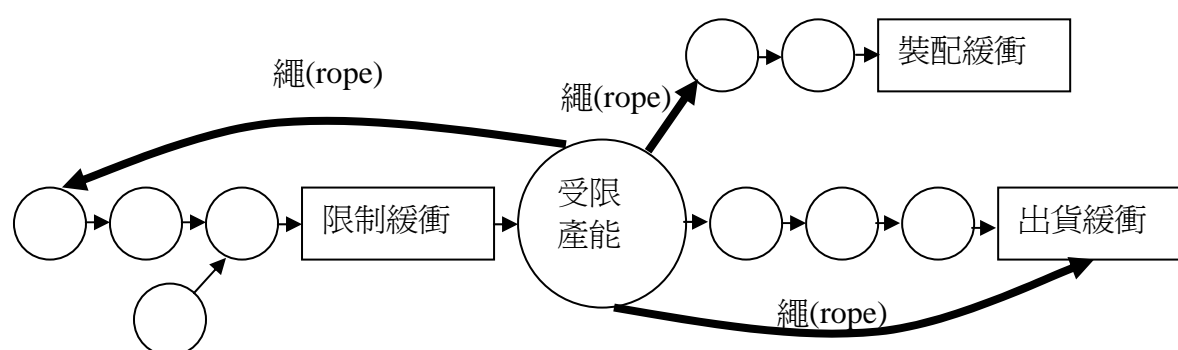 裝配緩衝
繩(rope)
繩(rope)
限制緩衝
受限
產能
出貨緩衝
繩(rope)